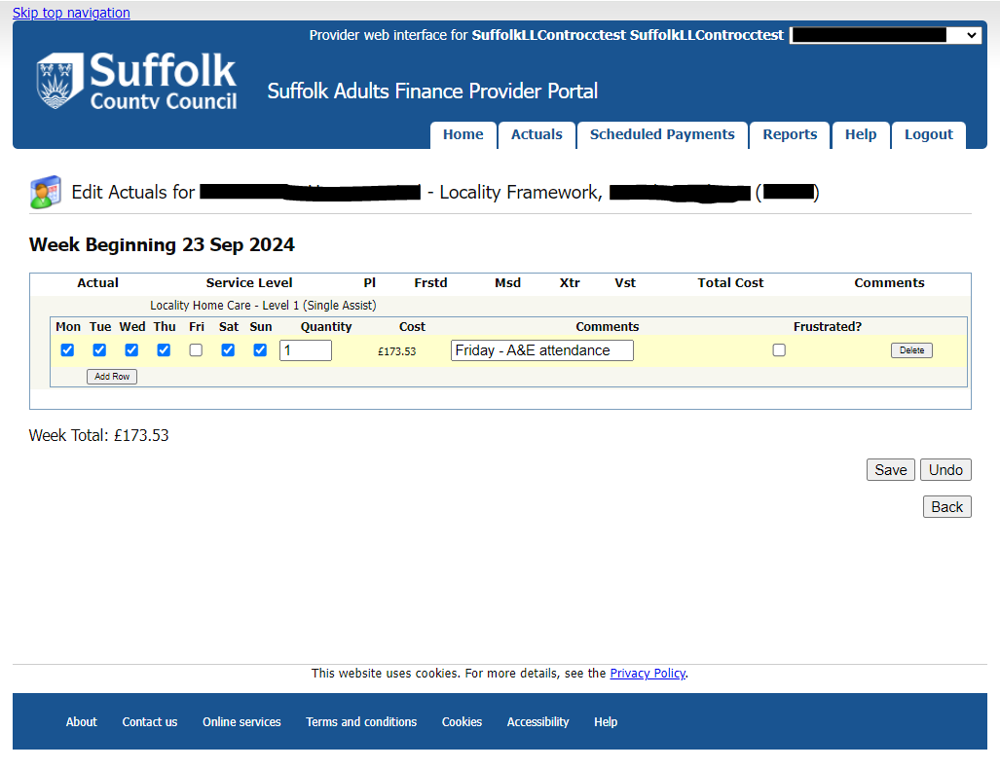 Skip top navigation
Provider web interface for SuffolkLLControcctest SuffolkLLControcctest
Suffolk
County Council
Suffolk Adults Finance Provider Portal
Home Actuals Scheduled Payments Reports Help Logout
Edit Actuals for - Locality Framework, ( )
Week Beginning 23 Sep 2024
Actual Service Level Pl Frstd Msd Xtr Vst Total Cost Comments
Locality Home Care - Level 1 (Single Assist)
Mon Tue Wed Thu Fri Sat Sun Quantity Cost Comments Frustrated?
1 £173.53 Friday - A&E attendance Delete
Add Row
Week Total: £173.53
Save Undo
Back
This website uses cookies. For more details, see the Privacy Policy.
About Contact us Online services Terms and conditions Cookies Accessibility Help